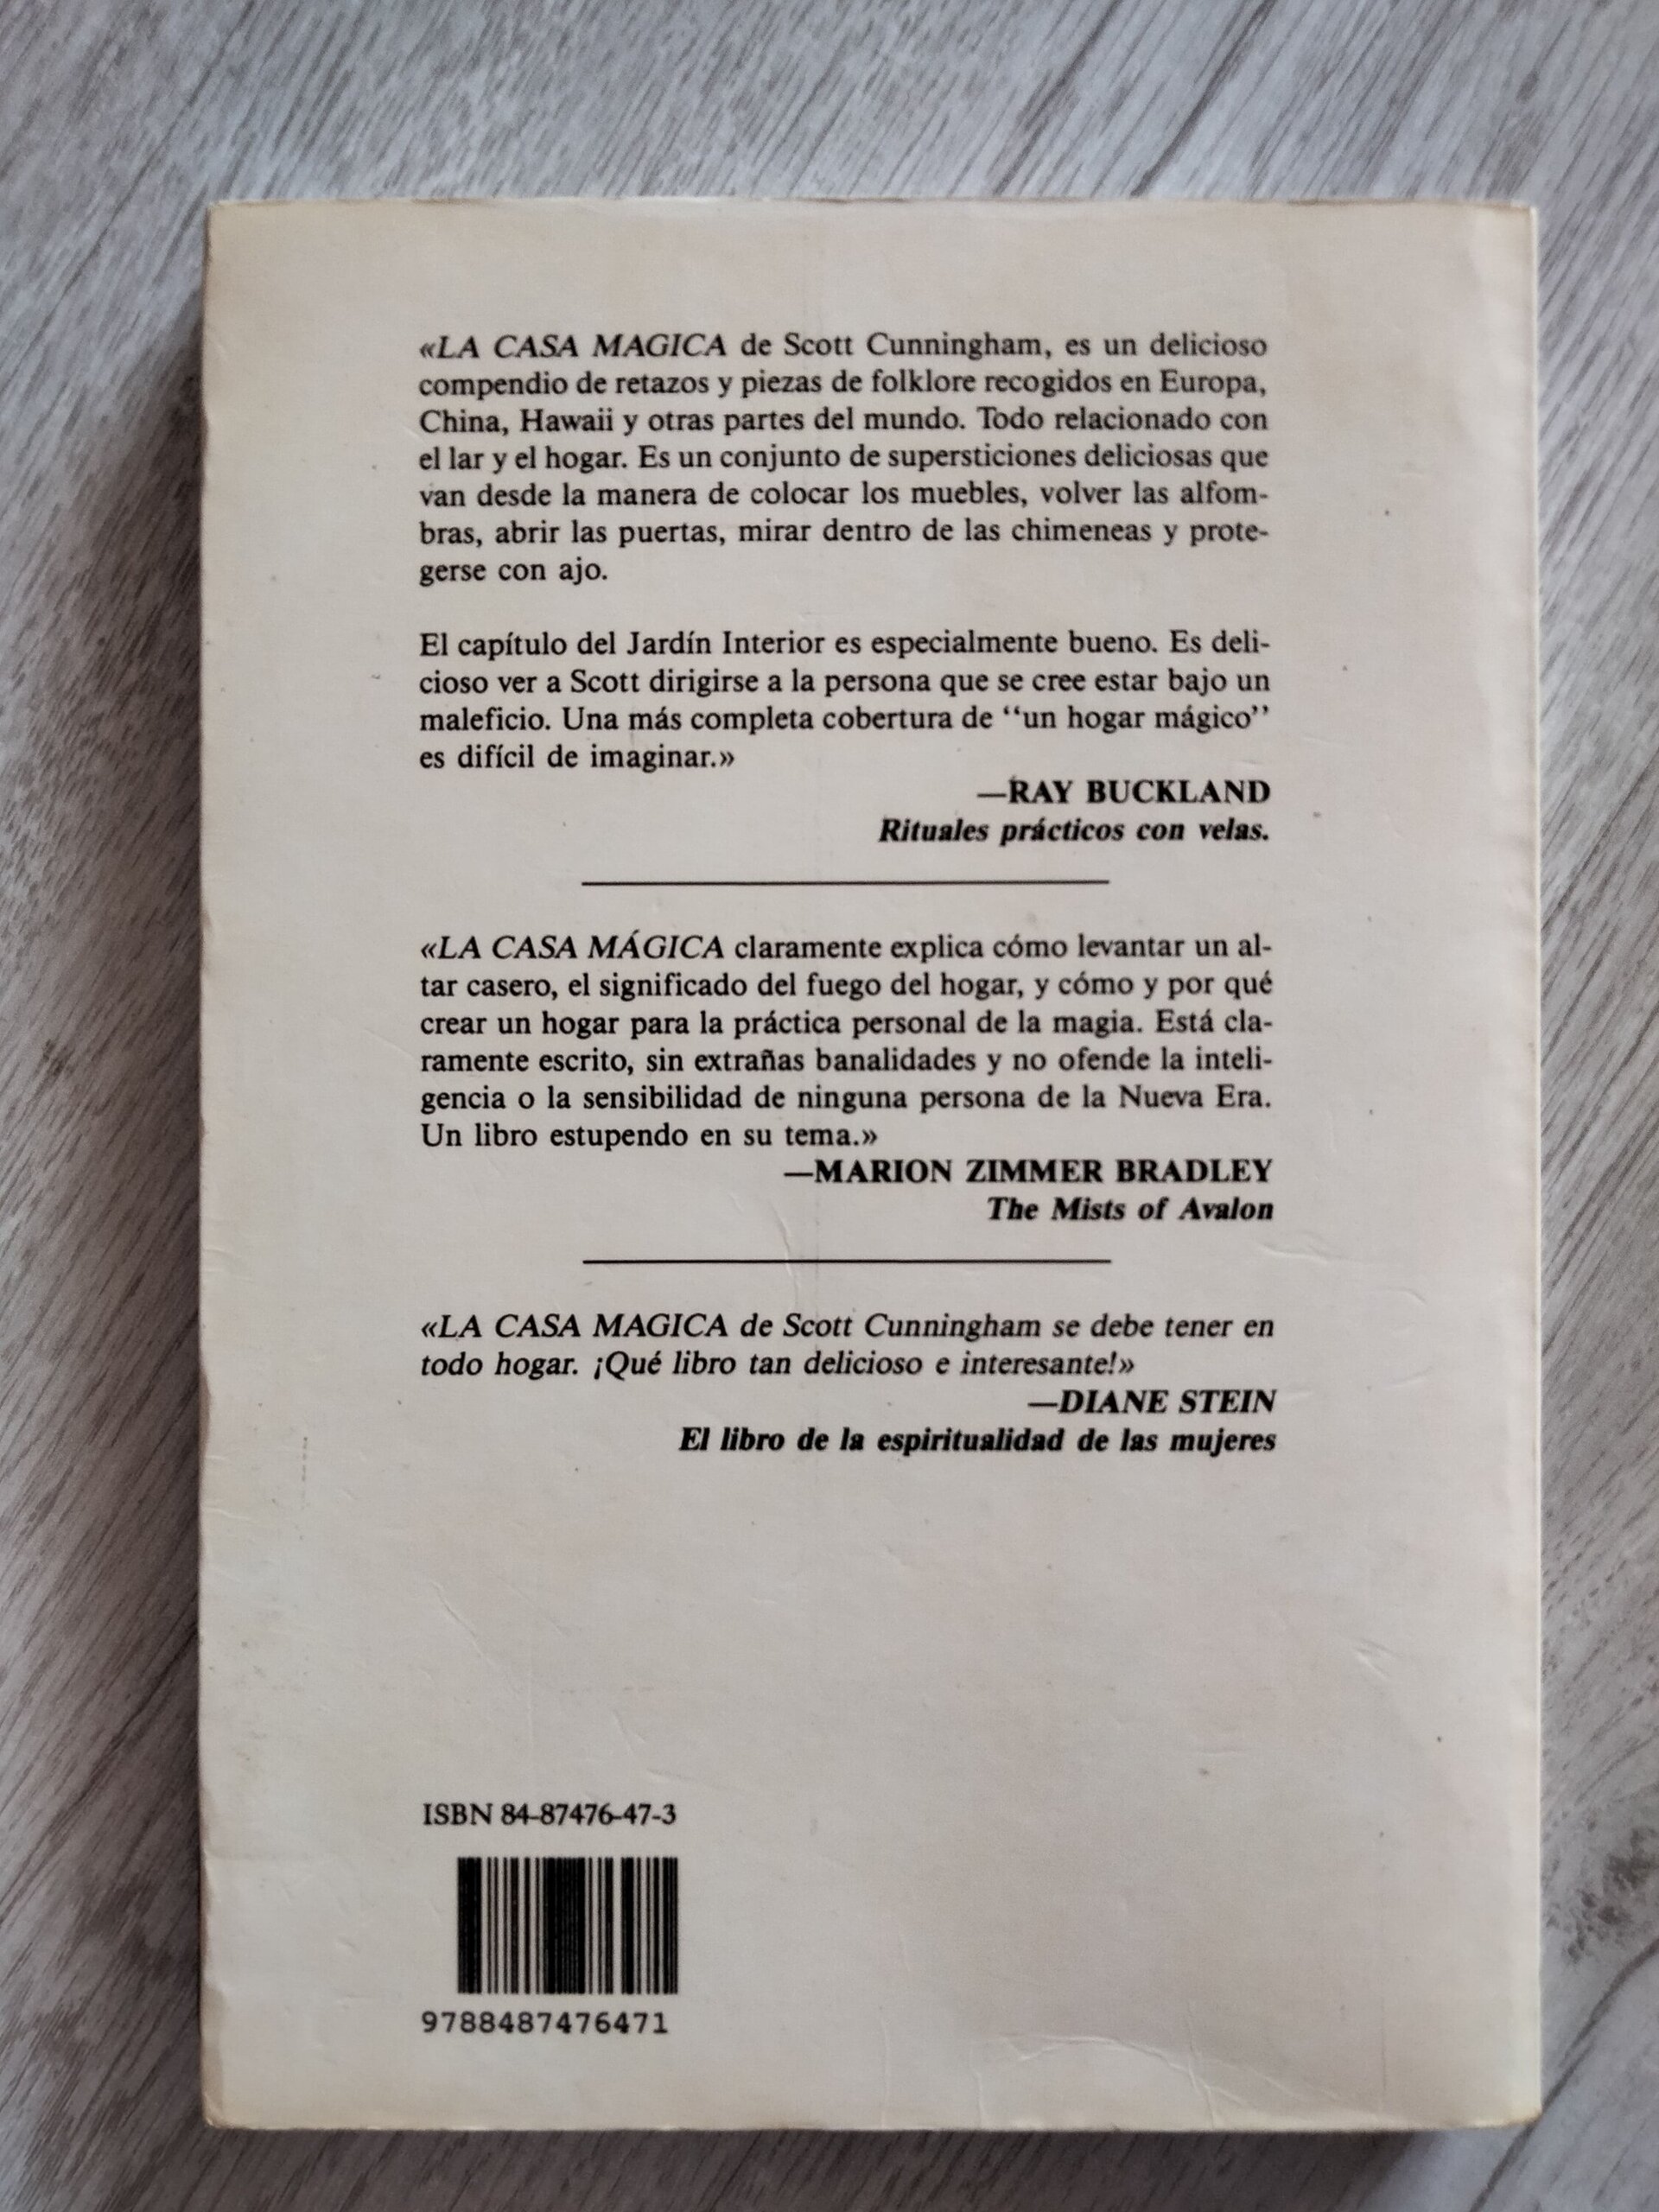 «LA CASA MAGICA de Scott Cunningham, es un delicioso
compendio de retazos y piezas de folklore recogidos en Europa,
China, Hawaii y otras partes del mundo. Todo relacionado con
el lar y el hogar. Es un conjunto de supersticiones deliciosas que
van desde la manera de colocar los muebles, volver las alfom-
bras, abrir las puertas, mirar dentro de las chimeneas y prote-
gerse con ajo.
El capítulo del Jardín Interior es especialmente bueno. Es deli-
cioso ver a Scott dirigirse a la persona que se cree estar bajo un
maleficio. Una más completa cobertura de “un hogar mágico”
es difícil de imaginar.»
—RAY BUCKLAND
Rituales prácticos con velas.
«LA CASA MÁGICA claramente explica cómo levantar un al-
tar casero, el significado del fuego del hogar, y cómo y por qué
crear un hogar para la práctica personal de la magia. Está cla-
ramente escrito, sin extrañas banalidades y no ofende la inteli-
gencia o la sensibilidad de ninguna persona de la Nueva Era.
Un libro estupendo en su tema.»
—MARION ZIMMER BRADLEY
The Mists of Avalon
«LA CASA MAGICA de Scott Cunningham se debe tener en
todo hogar. ¡Qué libro tan delicioso e interesante!»
—DIANE STEIN
El libro de la espiritualidad de las mujeres
ISBN 84-87476-47-3
9788487476471